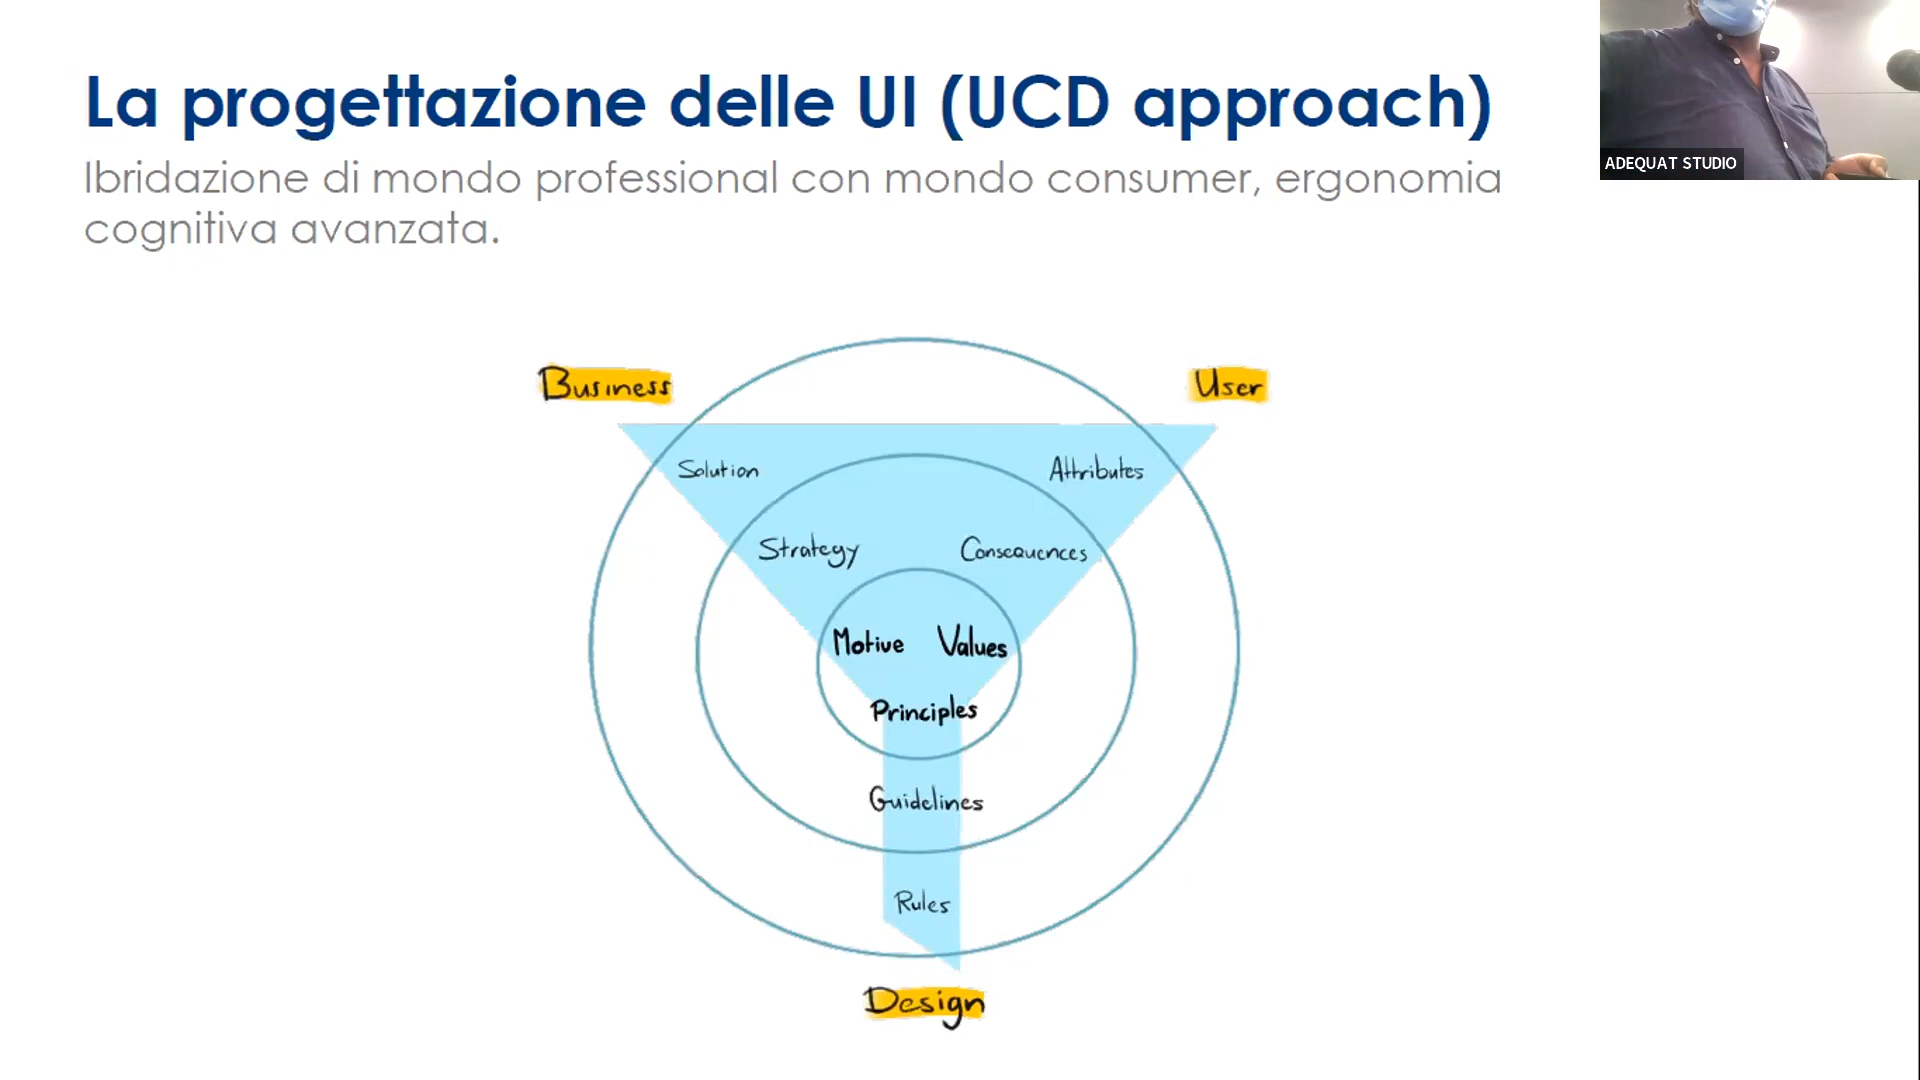 La progettazione delle UI (UCD approach)
Ibridazione di mondo professional con mondo consumer, ergonomia
cognitiva avanzata.
ADEQUAT STUDIO
Business
User
Solution
Attributes
Strategy
Consequences
Motive
Values
Principles
Guidelines
Rules
Design